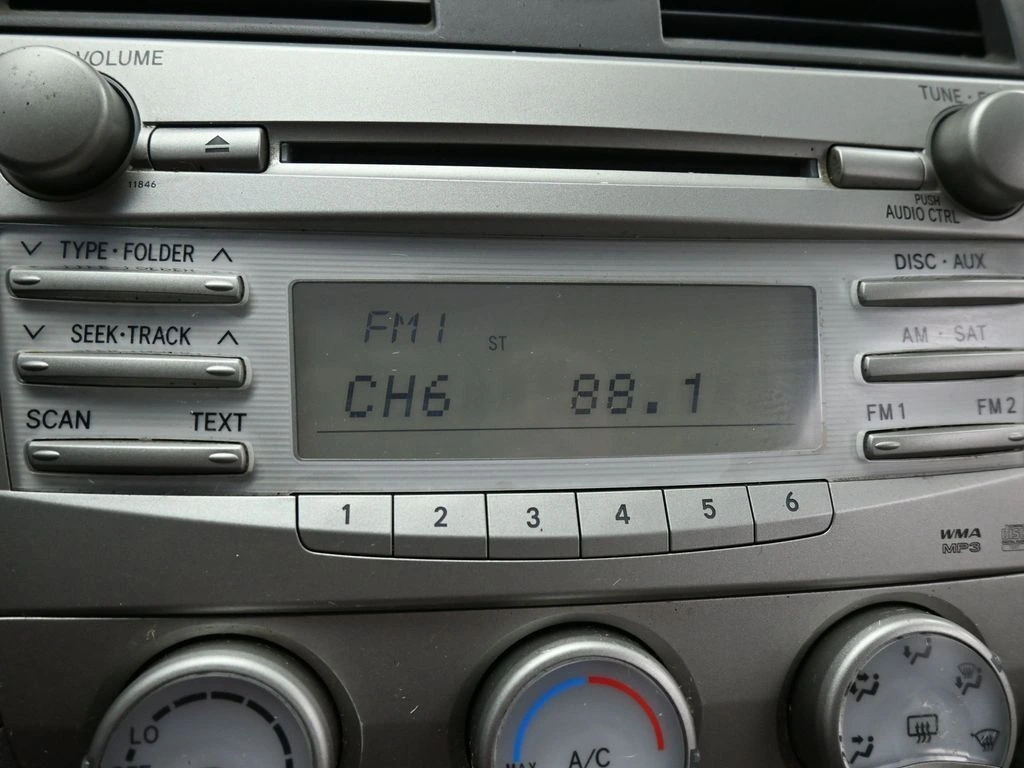 VOLUME
TUNE
11846
PUSH
AUDIO CTRL
TYPE·FOLDER
DISC·AUX
FM1
ST
SEEK·TRACK
AM·SAT
CH6 88.1
SCAN TEXT
FM1 FM2
1 2 3 4 5 6
WMA
MP3
LO
MAX A/C